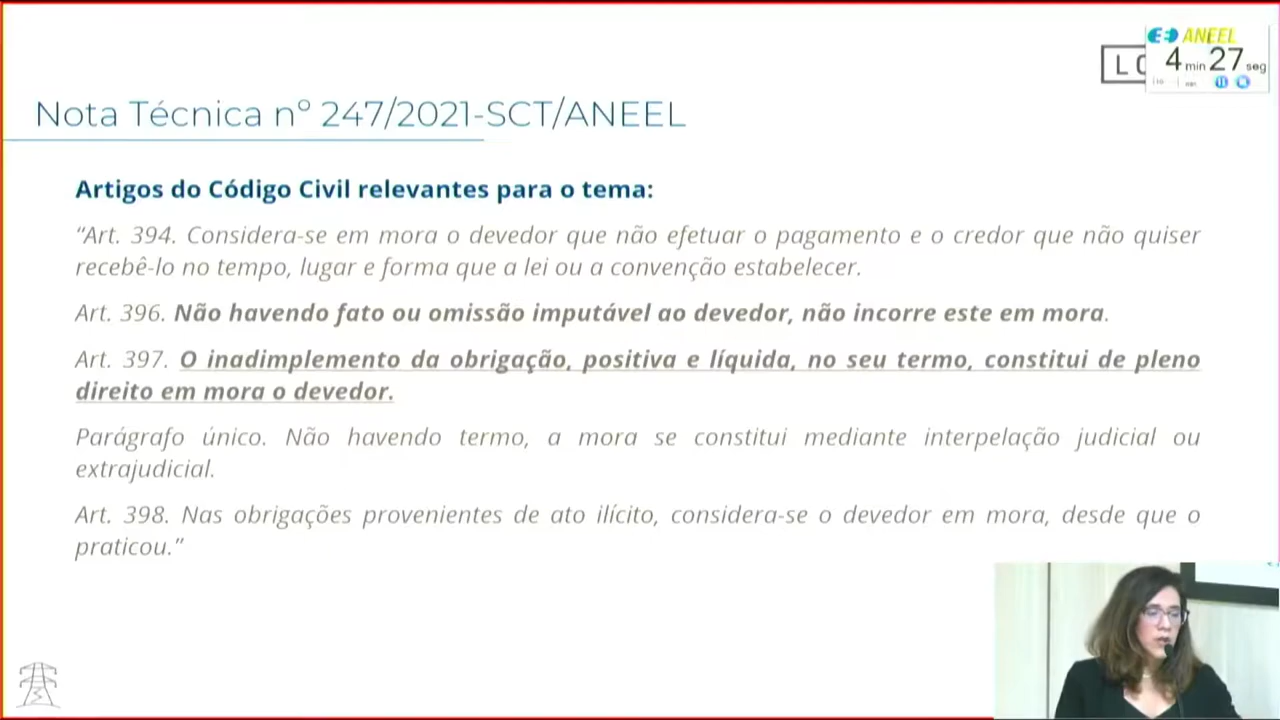 ANEEL
4 min 27 seg
Nota Técnica nº 247/2021-SCT/ANEEL
Artigos do Código Civil relevantes para o tema:
“Art. 394. Considera-se em mora o devedor que não efetuar o pagamento e o credor que não quiser
recebê-lo no tempo, lugar e forma que a lei ou a convenção estabelecer.
Art. 396. Não havendo fato ou omissão imputável ao devedor, não incorre este em mora.
Art. 397. O inadimplemento da obrigação, positiva e líquida, no seu termo, constitui de pleno
direito em mora o devedor.
Parágrafo único. Não havendo termo, a mora se constitui mediante interpelação judicial ou
extrajudicial.
Art. 398. Nas obrigações provenientes de ato ilícito, considera-se o devedor em mora, desde que o
praticou.”